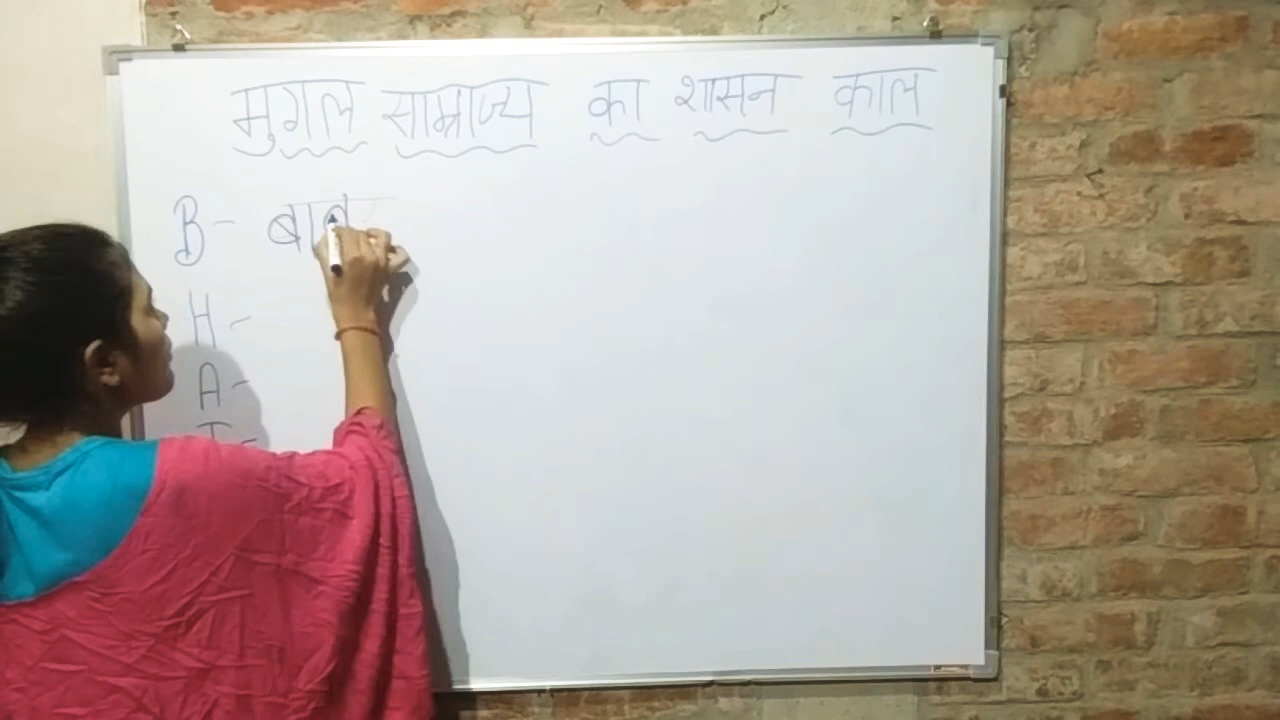 मुगल साम्राज्य का शासन काल
B- बाब
H-
A-
J-